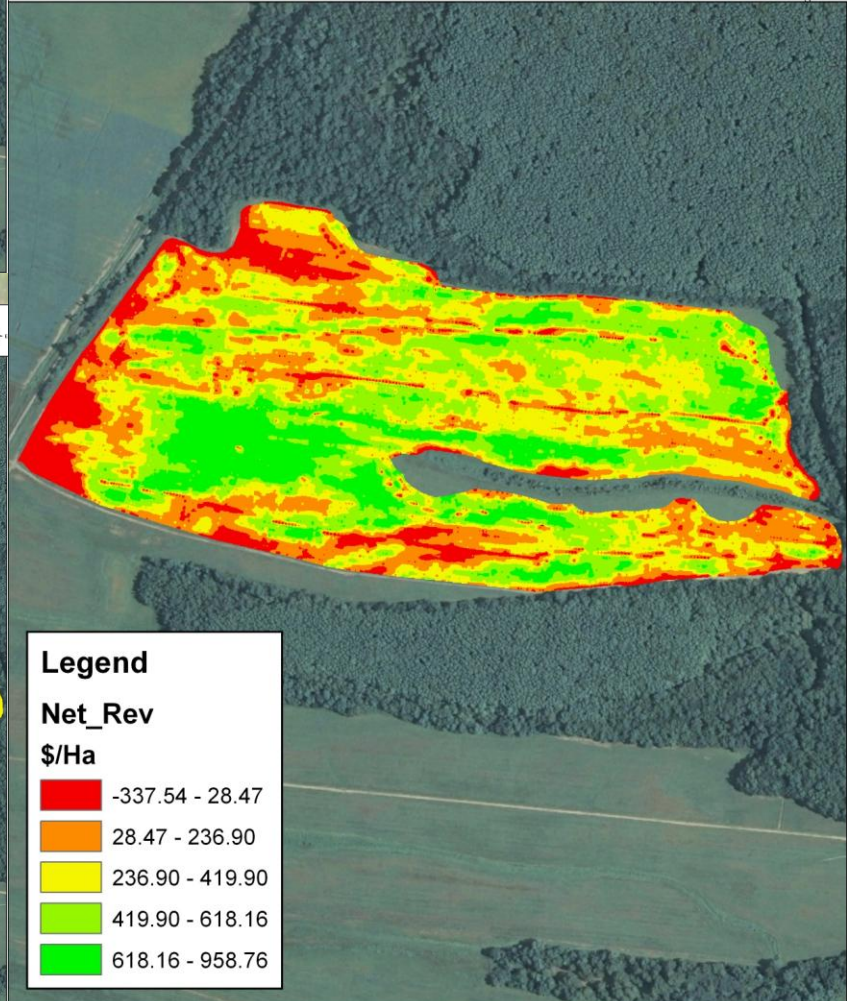 Legend
Net_Rev
$/Ha
-337.54 - 28.47
28.47 - 236.90
236.90 - 419.90
419.90 - 618.16
618.16 - 958.76